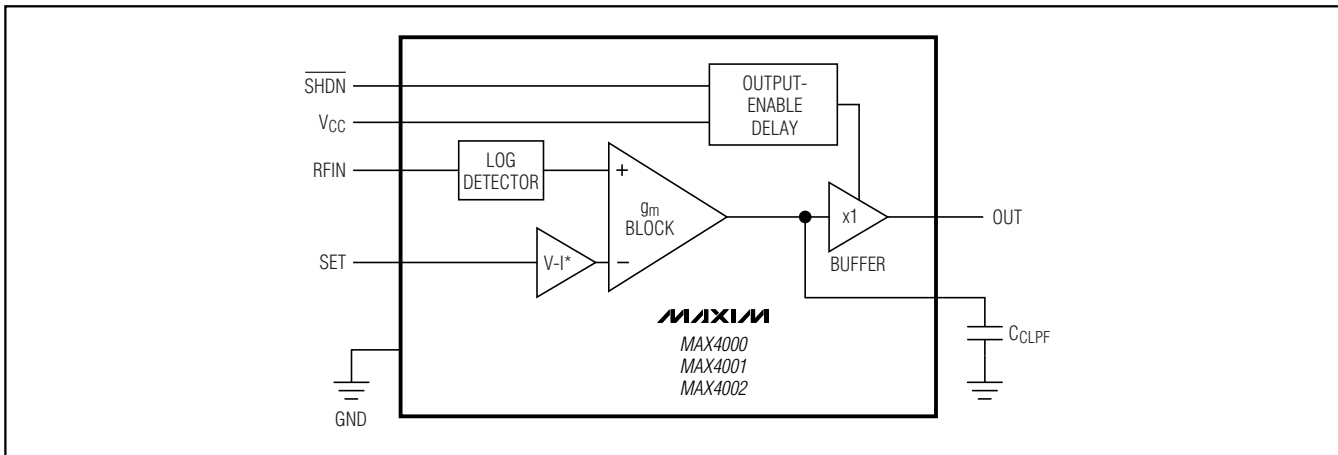 SHDN
VCC
RFIN
SET
GND
LOG
DETECTOR
V-I*
+
−
gm
BLOCK
OUTPUT-
ENABLE
DELAY
x1
BUFFER
OUT
CCLPF
MAXIM
MAX4000
MAX4001
MAX4002